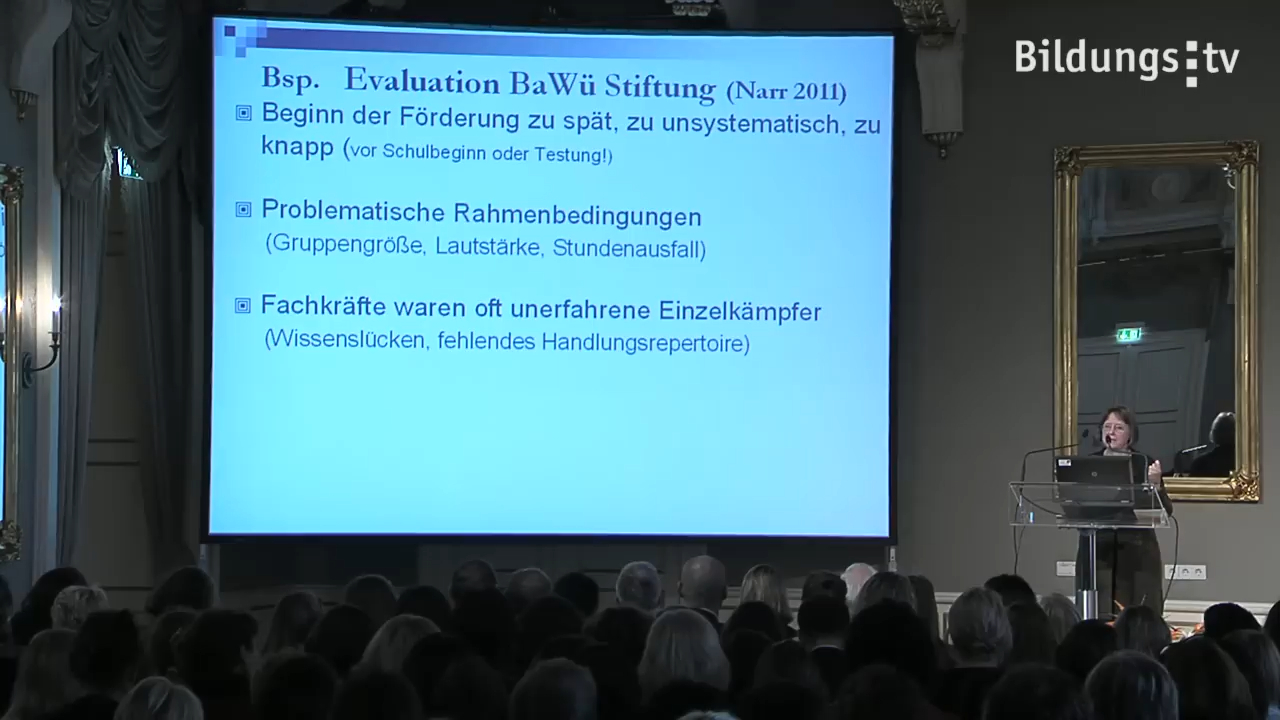 Bildungs.tv
Bsp. Evaluation BaWü Stiftung (Narr 2011)
Beginn der Förderung zu spät, zu unsystematisch, zu
knapp (vor Schulbeginn oder Testung!)
Problematische Rahmenbedingungen
(Gruppengröße, Lautstärke, Stundenausfall)
Fachkräfte waren oft unerfahrene Einzelkämpfer
(Wissenslücken, fehlendes Handlungsrepertoire)